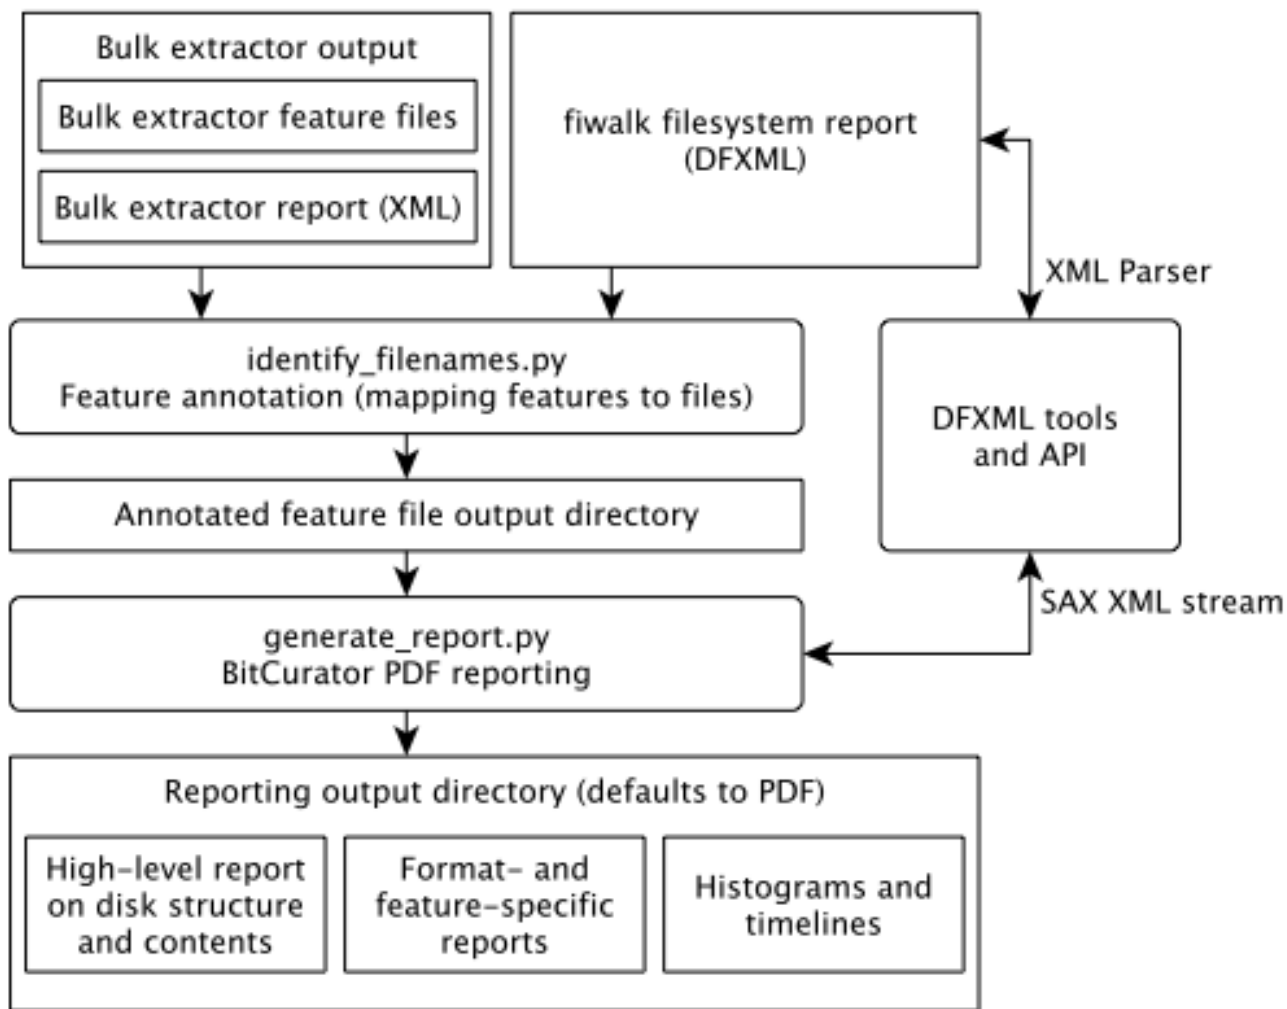 Bulk extractor output
Bulk extractor feature files
Bulk extractor report (XML)
fiwalk filesystem report
(DFXML)
XML Parser
identify_filenames.py
Feature annotation (mapping features to files)
DFXML tools
and API
Annotated feature file output directory
SAX XML stream
generate_report.py
BitCurator PDF reporting
Reporting output directory (defaults to PDF)
High-level report
on disk structure
and contents
Format- and
feature-specific
reports
Histograms and
timelines